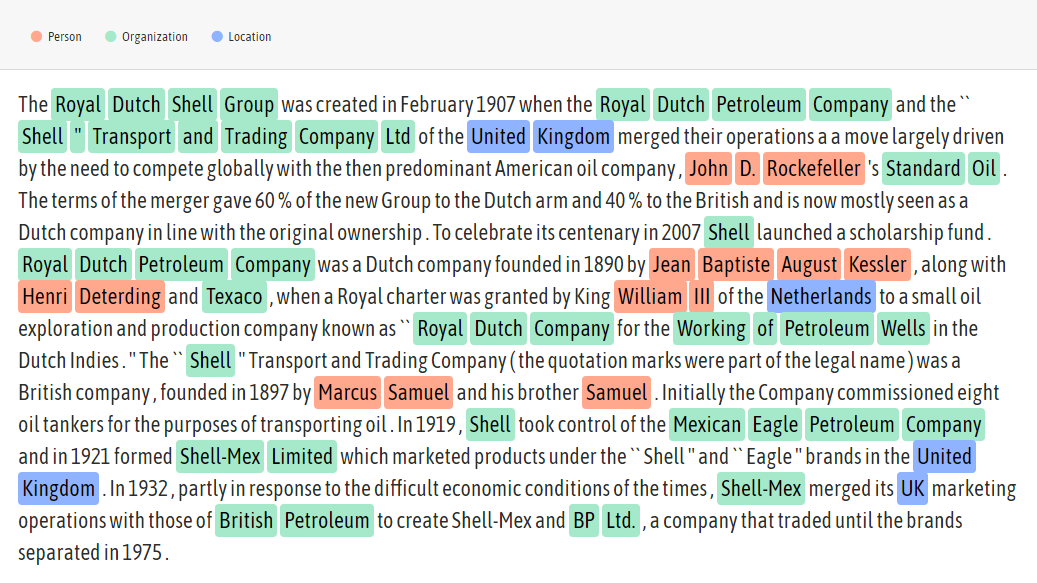 Person Organization Location
The Royal Dutch Shell Group was created in February 1907 when the Royal Dutch Petroleum Company and the ``
Shell " Transport and Trading Company Ltd of the United Kingdom merged their operations a a move largely driven
by the need to compete globally with the then predominant American oil company , John D. Rockefeller 's Standard Oil .
The terms of the merger gave 60 % of the new Group to the Dutch arm and 40 % to the British and is now mostly seen as a
Dutch company in line with the original ownership . To celebrate its centenary in 2007 Shell launched a scholarship fund .
Royal Dutch Petroleum Company was a Dutch company founded in 1890 by Jean Baptiste August Kessler , along with
Henri Deterding and Texaco , when a Royal charter was granted by King William III of the Netherlands to a small oil
exploration and production company known as `` Royal Dutch Company for the Working of Petroleum Wells in the
Dutch Indies . " The `` Shell " Transport and Trading Company ( the quotation marks were part of the legal name ) was a
British company , founded in 1897 by Marcus Samuel and his brother Samuel . Initially the Company commissioned eight
oil tankers for the purposes of transporting oil . In 1919 , Shell took control of the Mexican Eagle Petroleum Company
and in 1921 formed Shell-Mex Limited which marketed products under the `` Shell " and `` Eagle " brands in the United
Kingdom . In 1932 , partly in response to the difficult economic conditions of the times , Shell-Mex merged its UK marketing
operations with those of British Petroleum to create Shell-Mex and BP Ltd. , a company that traded until the brands
separated in 1975 .